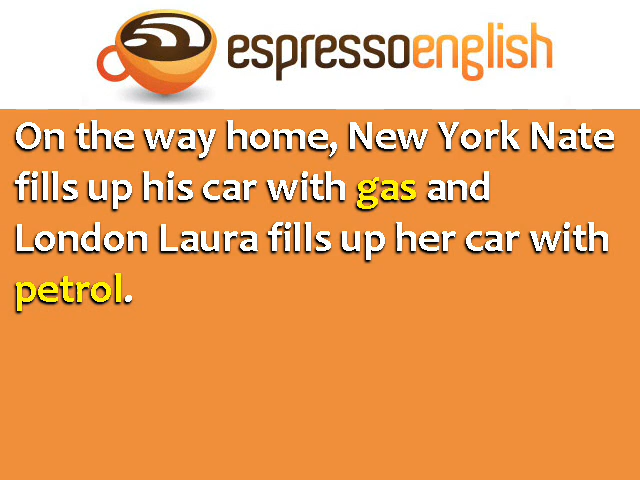 espressoenglish
On the way home, New York Nate
fills up his car with gas and
London Laura fills up her car with
petrol.